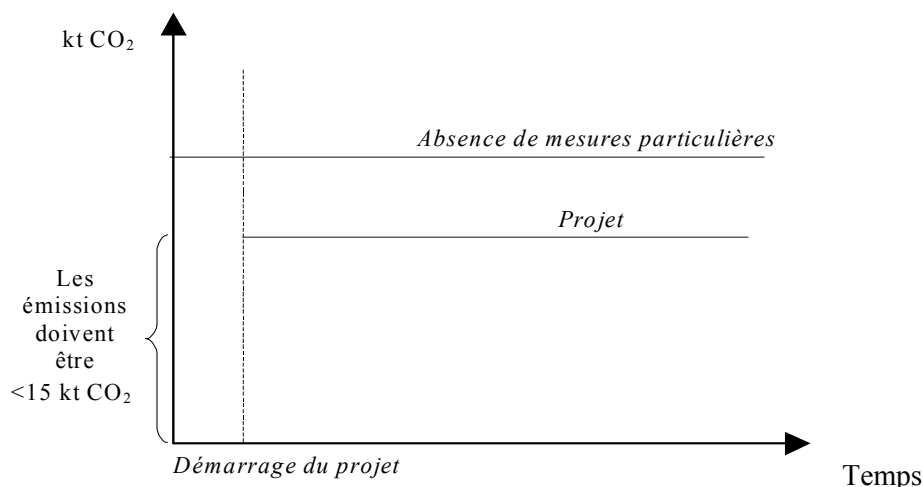 kt CO₂
Absence de mesures particulières
Projet
Les
émissions
doivent
être
<15 kt CO₂
Démarrage du projet
Temps